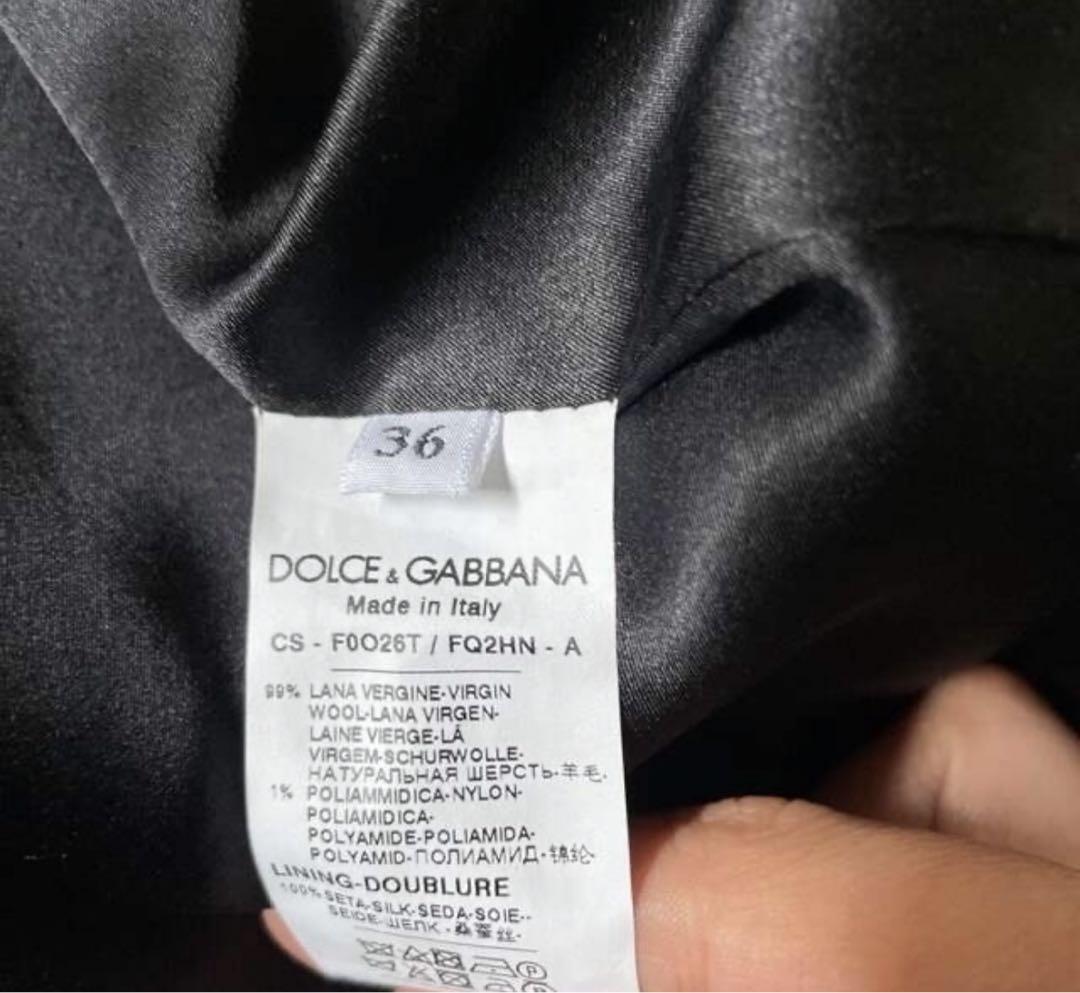 36
DOLCE & GABBANA
Made in Italy
CS - F0O26T / FQ2HN - A
99% LANA VERGINE-VIRGIN
WOOL-LANA VIRGEN-
LAINE VIERGE-LÃ
VIRGEM-SCHURWOLLE-
НАТУРАЛЬНАЯ ШЕРСТЬ-羊毛.
1% POLIAMMIDICA-NYLON-
POLIAMIDICA-
POLYAMIDE-POLIAMIDA-
POLYAMID-ПОЛИАМИД-锦纶-
LINING-DOUBLURE
100% SETA-SILK-SEDA-SOIE--
SEIDE-ШЕЛК-桑蚕丝-
P